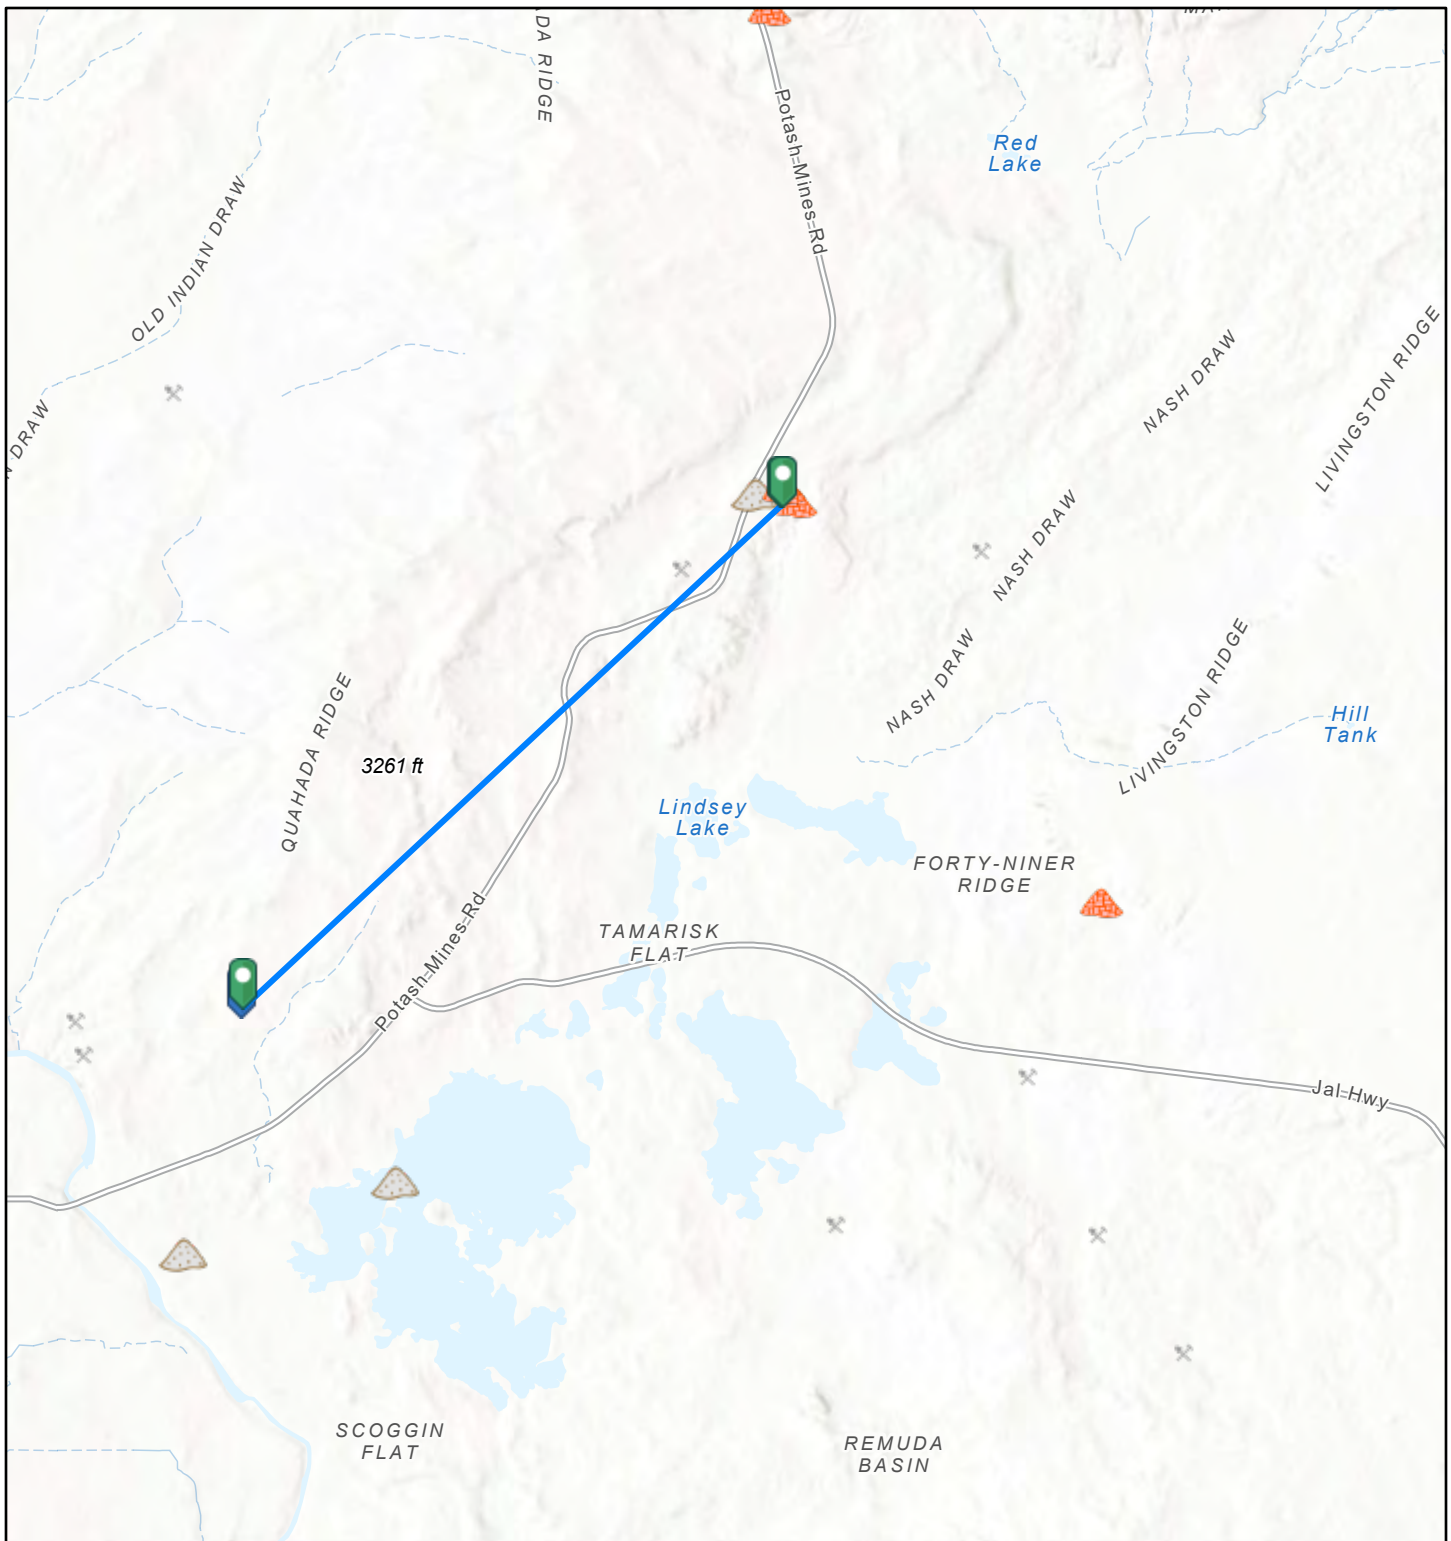 DA RIDGE
Potash-Mines-Rd
Red
Lake
OLD INDIAN DRAW
NASH DRAW
LIVINGSTON RIDGE
DRAW
NASH DRAW
NASH DRAW
LIVINGSTON RIDGE
QUAHADA RIDGE
Hill
Tank
3261 ft
Lindsey
Lake
FORTY-NINER
RIDGE
TAMARISK
FLAT
Potash-Mines-Rd
Jal Hwy
SCOGGIN
FLAT
REMUDA
BASIN